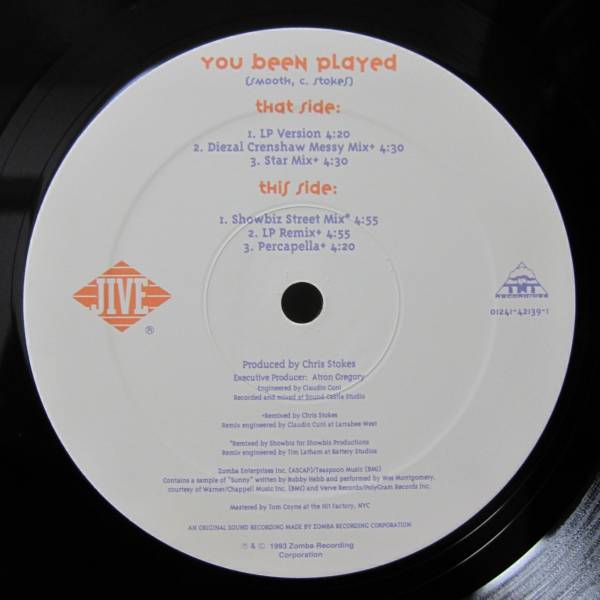 YOU BEEN PLAYED
(SMOOTH, C. STOKES)
THAT SIDE:
1. LP Version 4:20
2. Diezal Crenshaw Messy Mix+ 4:30
3. Star Mix+ 4:30
THIS SIDE:
1. Showbiz Street Mix* 4:55
2. LP Remix+ 4:55
3. Percapella+ 4:20
JIVE
®
RECORDINGS
01241-42139-1
Produced by Chris Stokes
Executive Producer: Atron Gregory
Engineered by Claudio Cuni
Recorded and mixed at Sound Castle Studio
+Remixed by Chris Stokes
Remix engineered by Claudio Cuni at Larrabee West
*Remixed by Showbiz for Showbiz Productions
Remix engineered by Tim Latham at Battery Studios
Zomba Enterprises Inc. (ASCAP)/Teaspoon Music (BMI)
Contains a sample of "Sunny" written by Bobby Hebb and performed by Wes Montgomery,
courtesy of Warner/Chappell Music Inc. (BMI) and Verve Records/PolyGram Records Inc.
Mastered by Tom Coyne at the Hit Factory, NYC
AN ORIGINAL SOUND RECORDING MADE BY ZOMBA RECORDING CORPORATION
℗ & © 1993 Zomba Recording
Corporation